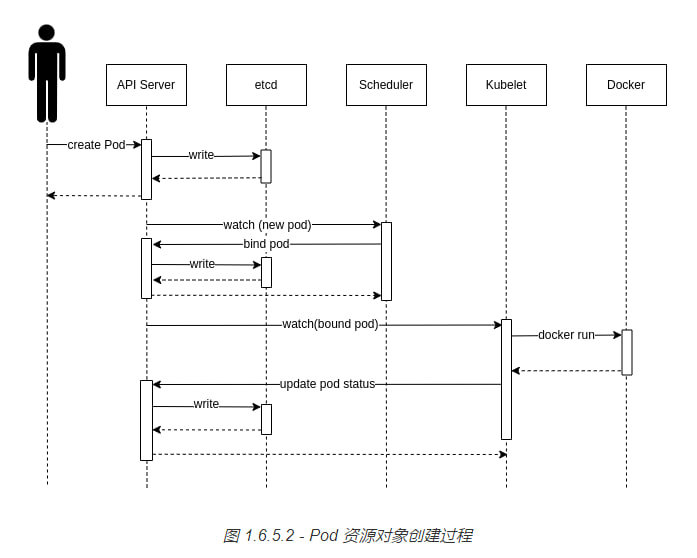 API Server
etcd
Scheduler
Kubelet
Docker
create Pod
write
watch (new pod)
bind pod
write
watch(bound pod)
docker run
update pod status
write
图 1.6.5.2 - Pod 资源对象创建过程